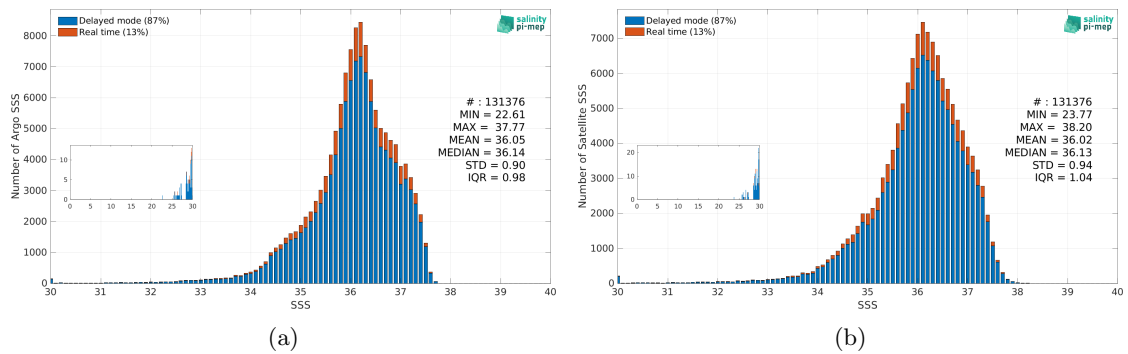 Delayed mode (87%)
Real time (13%)
salinity
pi-mep
Number of Argo SSS
8000
7000
6000
5000
4000
3000
2000
1000
0
# : 131376
MIN = 22.61
MAX = 37.77
MEAN = 36.05
MEDIAN = 36.14
STD = 0.90
IQR = 0.98
10
5
0
0 5 10 15 20 25 30
30 31 32 33 34 35 36 37 38 39 40
SSS
(a)
Delayed mode (87%)
Real time (13%)
salinity
pi-mep
Number of Satellite SSS
7000
6000
5000
4000
3000
2000
1000
0
# : 131376
MIN = 23.77
MAX = 38.20
MEAN = 36.02
MEDIAN = 36.13
STD = 0.94
IQR = 1.04
20
10
0
0 5 10 15 20 25 30
30 31 32 33 34 35 36 37 38 39 40
SSS
(b)